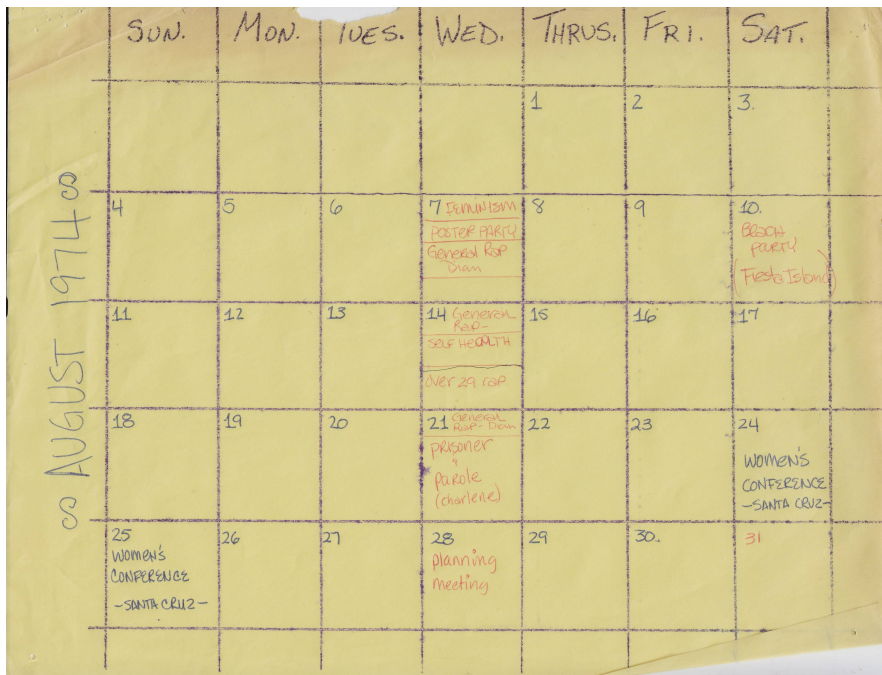 SUN. MON. TUES. WED. THRUS. FRI. SAT.
∞ AUGUST 1974 ∞
1 2 3.
4 5 6
7 FEMINISM
POSTER PARTY
General Rap
Dian
8 9
10.
BEACH
PARTY
(Fiesta Island)
11 12 13
14 General
Rap-
SELF HEALTH
over 29 rap
15 16 17
18 19 20
21 General
Rap- Dian
prisoner
&
parole
(charlene)
22 23
24
WOMEN'S
CONFERENCE
-SANTA CRUZ-
25
WOMEN'S
CONFERENCE
-SANTA CRUZ-
26 27
28
planning
meeting
29 30. 31